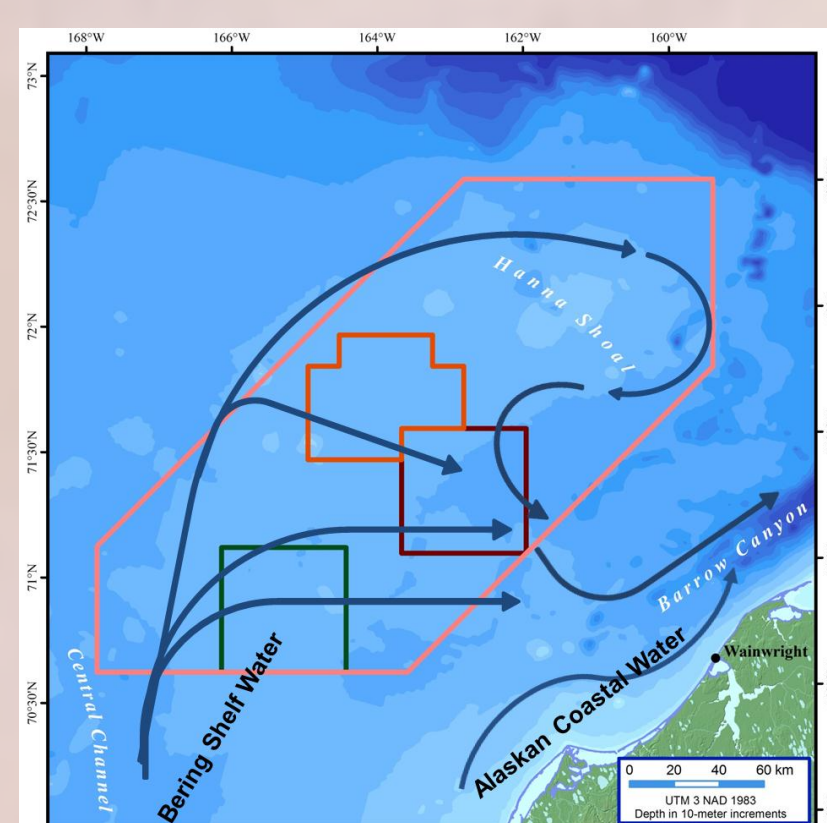 168°W 166°W 164°W 162°W 160°W
73°N
72°30'N
72°N
71°30'N
71°N
70°30'N
Hanna Shoal
Barrow Canyon
Central Channel
Bering Shelf Water
Alaskan Coastal Water
Wainwright
0 20 40 60 km
UTM 3 NAD 1983
Depth in 10-meter increments